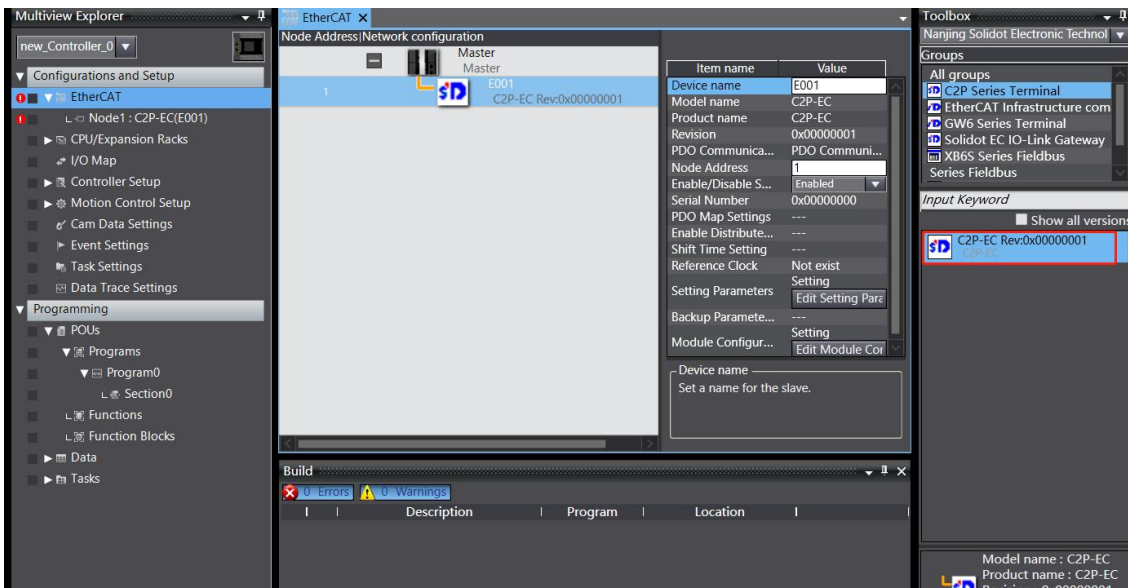 Multiview Explorer
new_Controller_0
Configurations and Setup
EtherCAT
Node1 : C2P-EC(E001)
CPU/Expansion Racks
I/O Map
Controller Setup
Motion Control Setup
Cam Data Settings
Event Settings
Task Settings
Data Trace Settings
Programming
POUs
Programs
Program0
Section0
Functions
Function Blocks
Data
Tasks
EtherCAT
Node Address|Network configuration
Master
Master
1
E001
C2P-EC Rev:0x00000001
Item name Value
Device name E001
Model name C2P-EC
Product name C2P-EC
Revision 0x00000001
PDO Communica... PDO Communi...
Node Address 1
Enable/Disable S... Enabled
Serial Number 0x00000000
PDO Map Settings ---
Enable Distribute... ---
Shift Time Setting ---
Reference Clock Not exist
Setting Parameters Setting
Edit Setting Para
Backup Paramete... ---
Module Configur... Setting
Edit Module Cor
Device name
Set a name for the slave.
Build
0 Errors 0 Warnings
! | Description | Program | Location |
Toolbox
Nanjing Solidot Electronic Technol
Groups
All groups
C2P Series Terminal
EtherCAT Infrastructure com
GW6 Series Terminal
Solidot EC IO-Link Gateway
XB6S Series Fieldbus
Series Fieldbus
Input Keyword
Show all versions
C2P-EC Rev:0x00000001
C2P-EC
Model name : C2P-EC
Product name : C2P-EC
Revision : 0x00000001